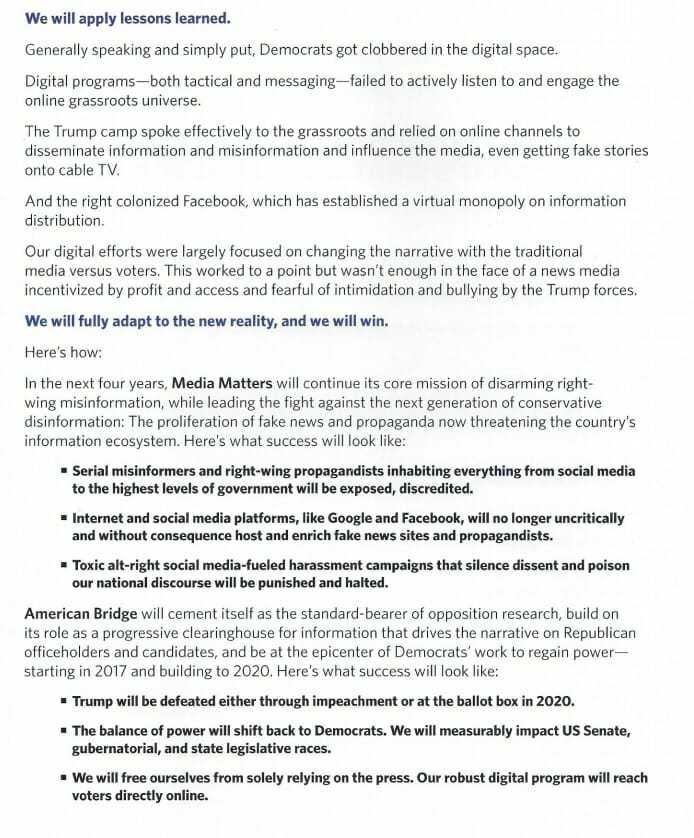 We will apply lessons learned.
Generally speaking and simply put, Democrats got clobbered in the digital space.
Digital programs—both tactical and messaging—failed to actively listen to and engage the
online grassroots universe.
The Trump camp spoke effectively to the grassroots and relied on online channels to
disseminate information and misinformation and influence the media, even getting fake stories
onto cable TV.
And the right colonized Facebook, which has established a virtual monopoly on information
distribution.
Our digital efforts were largely focused on changing the narrative with the traditional
media versus voters. This worked to a point but wasn't enough in the face of a news media
incentivized by profit and access and fearful of intimidation and bullying by the Trump forces.
We will fully adapt to the new reality, and we will win.
Here's how:
In the next four years, Media Matters will continue its core mission of disarming right-
wing misinformation, while leading the fight against the next generation of conservative
disinformation: The proliferation of fake news and propaganda now threatening the country's
information ecosystem. Here's what success will look like:
▪ Serial misinformers and right-wing propagandists inhabiting everything from social media
to the highest levels of government will be exposed, discredited.
▪ Internet and social media platforms, like Google and Facebook, will no longer uncritically
and without consequence host and enrich fake news sites and propagandists.
▪ Toxic alt-right social media-fueled harassment campaigns that silence dissent and poison
our national discourse will be punished and halted.
American Bridge will cement itself as the standard-bearer of opposition research, build on
its role as a progressive clearinghouse for information that drives the narrative on Republican
officeholders and candidates, and be at the epicenter of Democrats' work to regain power—
starting in 2017 and building to 2020. Here's what success will look like:
▪ Trump will be defeated either through impeachment or at the ballot box in 2020.
▪ The balance of power will shift back to Democrats. We will measurably impact US Senate,
gubernatorial, and state legislative races.
▪ We will free ourselves from solely relying on the press. Our robust digital program will reach
voters directly online.